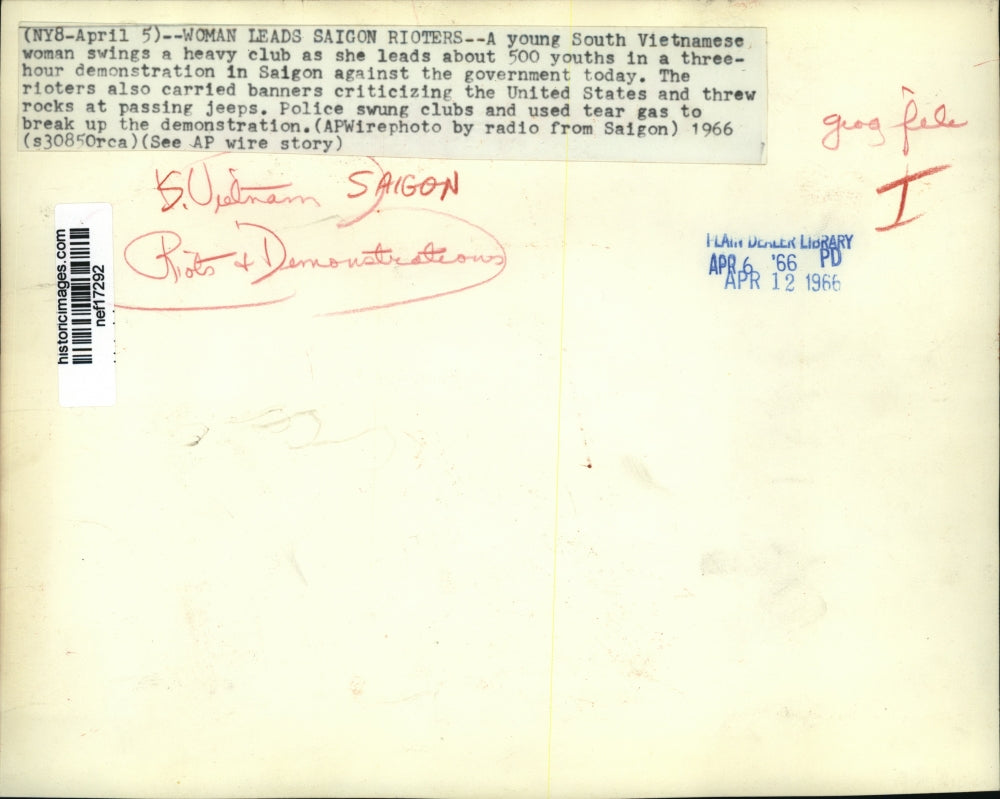 (NY8-April 5)--WOMAN LEADS SAIGON RIOTERS--A young South Vietnamese
woman swings a heavy club as she leads about 500 youths in a three-
hour demonstration in Saigon against the government today. The
rioters also carried banners criticizing the United States and threw
rocks at passing jeeps. Police swung clubs and used tear gas to
break up the demonstration.(APWirephoto by radio from Saigon) 1966
(s30850rca)(See AP wire story)
geog file
I
S. Vietnam SAIGON
Riots + Demonstrations
PLAIN DEALER LIBRARY
APR 6 '66 PD
APR 12 1966
historicimages.com
nef17292